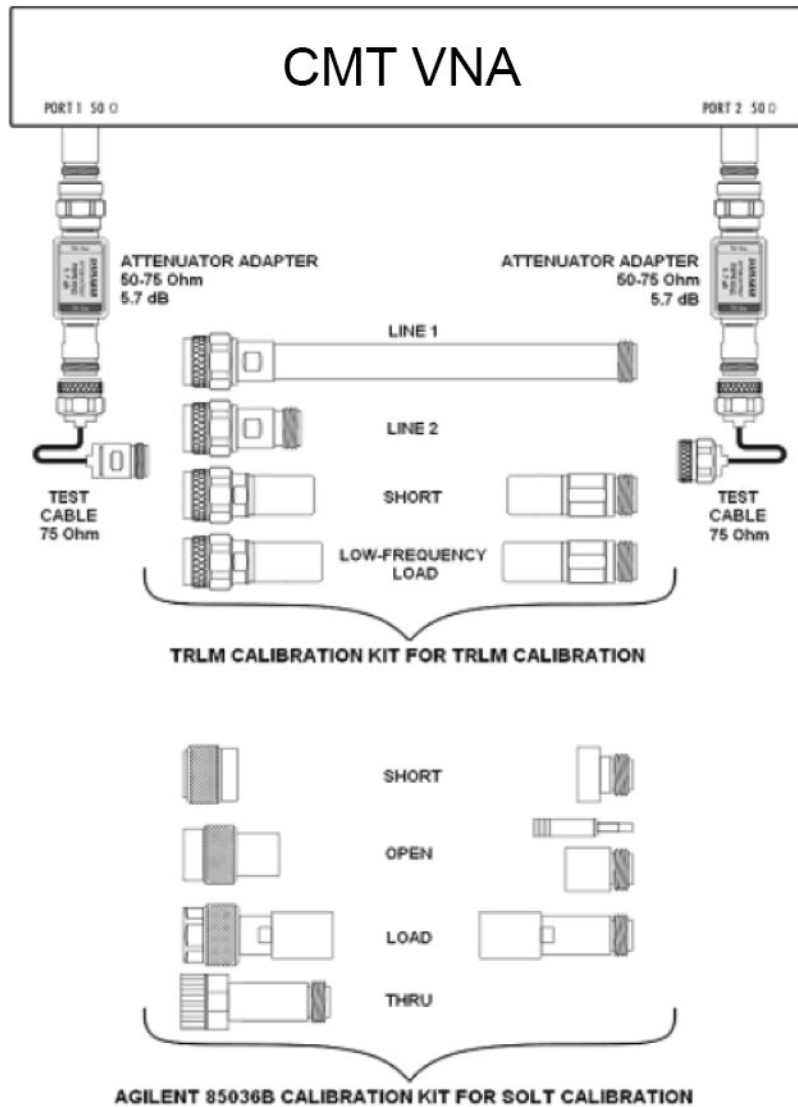 CMT VNA
PORT 1 50 Ω
PORT 2 50 Ω
ATTENUATOR ADAPTER
50-75 Ohm
5.7 dB
ATTENUATOR ADAPTER
50-75 Ohm
5.7 dB
LINE 1
LINE 2
SHORT
LOW-FREQUENCY
LOAD
TEST
CABLE
75 Ohm
TEST
CABLE
75 Ohm
TRLM CALIBRATION KIT FOR TRLM CALIBRATION
SHORT
OPEN
LOAD
THRU
AGILENT 85036B CALIBRATION KIT FOR SOLT CALIBRATION